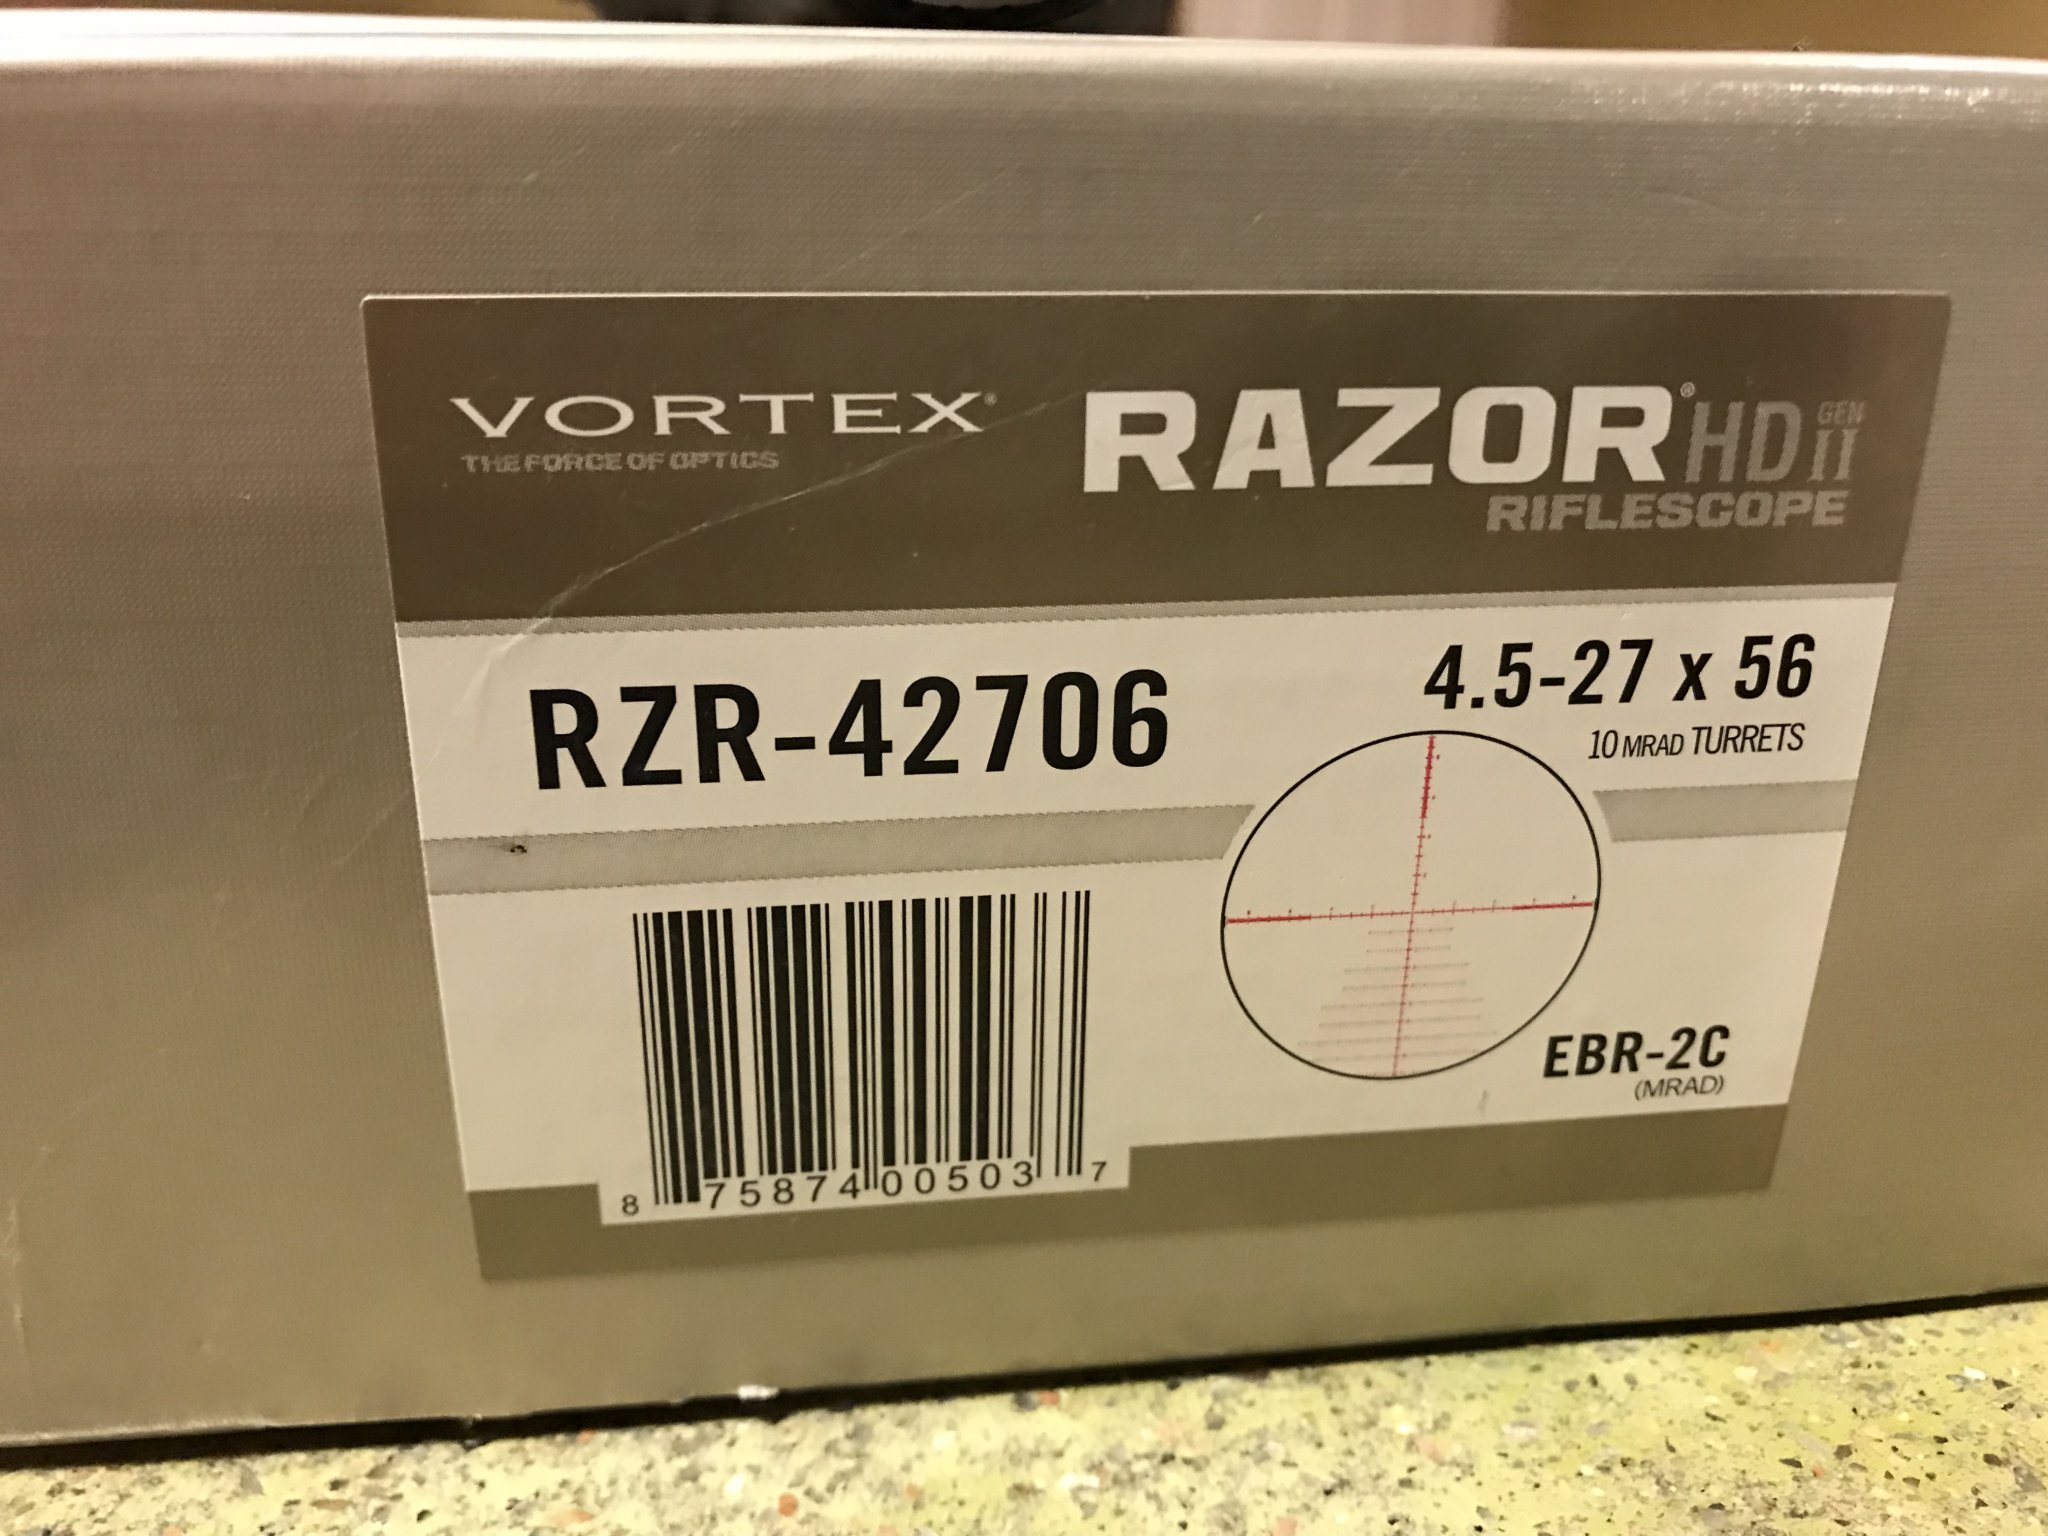 VORTEX®
THE FORCE OF OPTICS
RAZOR® HD GEN II
RIFLESCOPE
RZR-42706
4.5-27 x 56
10 MRAD TURRETS
EBR-2C
(MRAD)
8 75874 00503 7